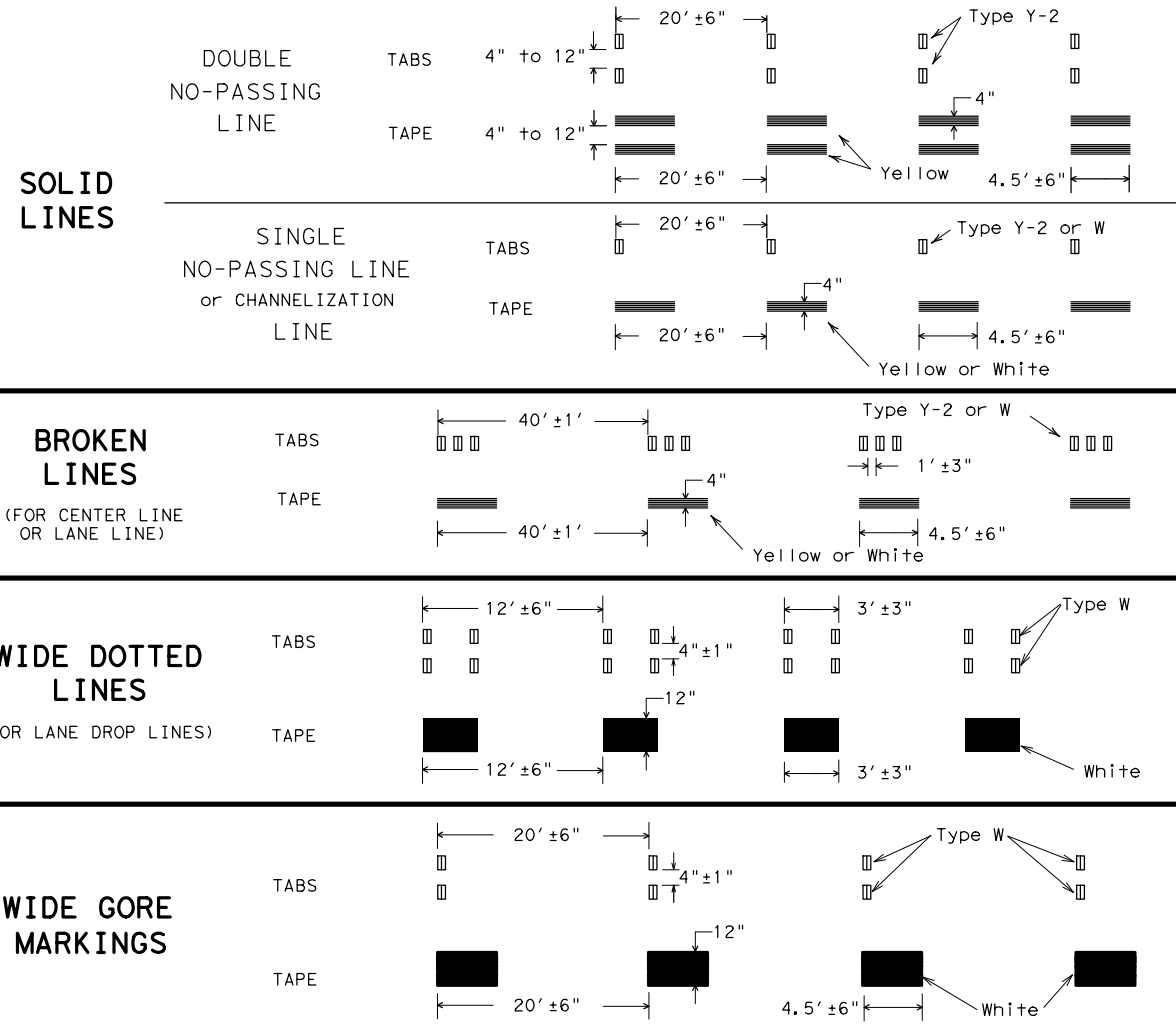 SOLID
LINES
DOUBLE
NO-PASSING
LINE
TABS
4" to 12"
20'±6"
Type Y-2
TAPE
4" to 12"
4"
20'±6"
Yellow
4.5'±6"
SINGLE
NO-PASSING LINE
or CHANNELIZATION
LINE
TABS
20'±6"
Type Y-2 or W
TAPE
4"
20'±6"
4.5'±6"
Yellow or White
BROKEN
LINES
(FOR CENTER LINE
OR LANE LINE)
TABS
40'±1'
Type Y-2 or W
1'±3"
TAPE
4"
40'±1'
4.5'±6"
Yellow or White
WIDE DOTTED
LINES
OR LANE DROP LINES)
TABS
12'±6"
3'±3"
Type W
4"±1"
TAPE
12"
12'±6"
3'±3"
White
WIDE GORE
MARKINGS
TABS
20'±6"
Type W
4"±1"
TAPE
12"
20'±6"
4.5'±6"
White